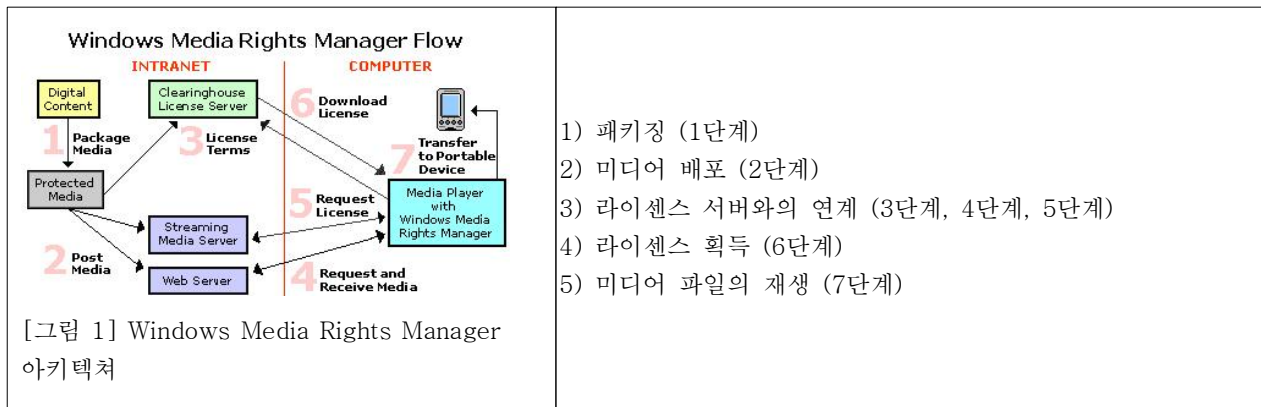 Windows Media Rights Manager Flow
INTRANET
COMPUTER
Digital
Content
Clearinghouse
License Server
6 Download
License
1 Package
Media
3 License
Terms
7 Transfer
to Portable
Device
Protected
Media
5 Request
License
Media Player
with
Windows Media
Rights Manager
Streaming
Media Server
2 Post
Media
Web Server
4 Request and
Receive Media
[그림 1] Windows Media Rights Manager
아키텍쳐
1) 패키징 (1단계)
2) 미디어 배포 (2단계)
3) 라이센스 서버와의 연계 (3단계, 4단계, 5단계)
4) 라이센스 획득 (6단계)
5) 미디어 파일의 재생 (7단계)